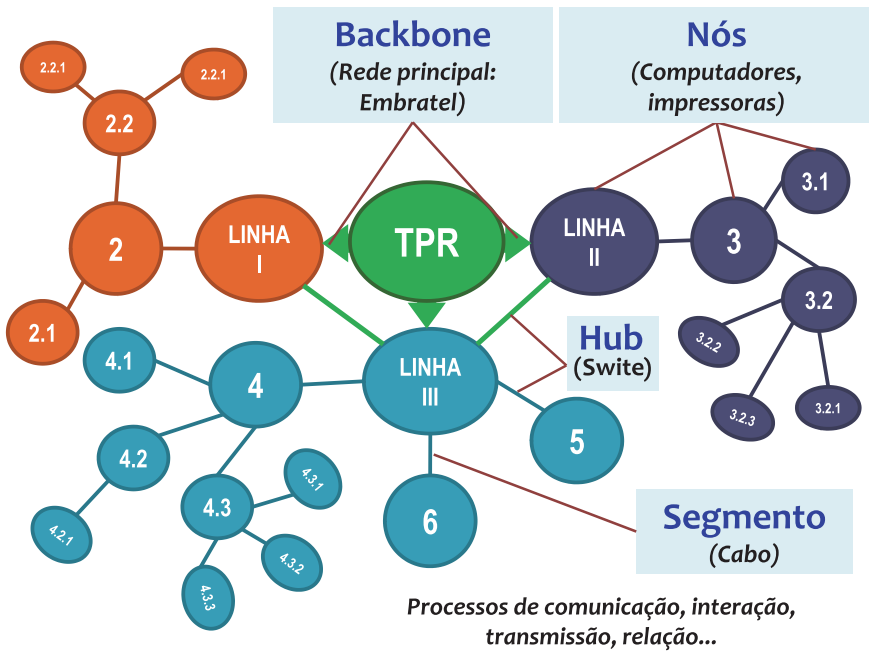 Backbone
(Rede principal:
Embratel)
Nós
(Computadores,
impressoras)
2.2.1
2.2.1
2.2
3.1
LINHA
I
TPR
LINHA
II
3
2
3.2
2.1
3.2.2
3.2.3
3.2.1
Hub
(Swite)
4.1
4
LINHA
III
5
4.2
4.3.1
4.3
6
4.2.1
4.3.2
4.3.3
Segmento
(Cabo)
Processos de comunicação, interação,
transmissão, relação...